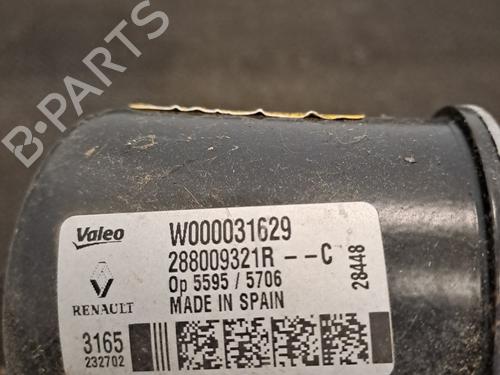 B-PARTS
Valeo
W000031629
288009321R --C
28448
Op 5595 / 5706
RENAULT
MADE IN SPAIN
3165
232702